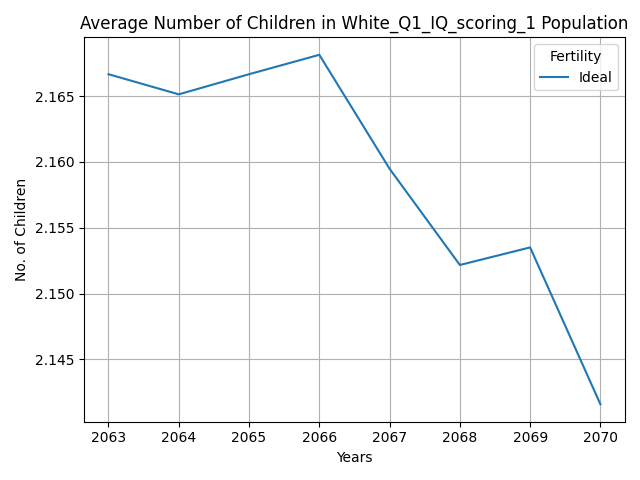 Average Number of Children in White_Q1_IQ_scoring_1 Population
Fertility
Ideal
2.165
2.160
2.155
2.150
2.145
No. of Children
2063 2064 2065 2066 2067 2068 2069 2070
Years